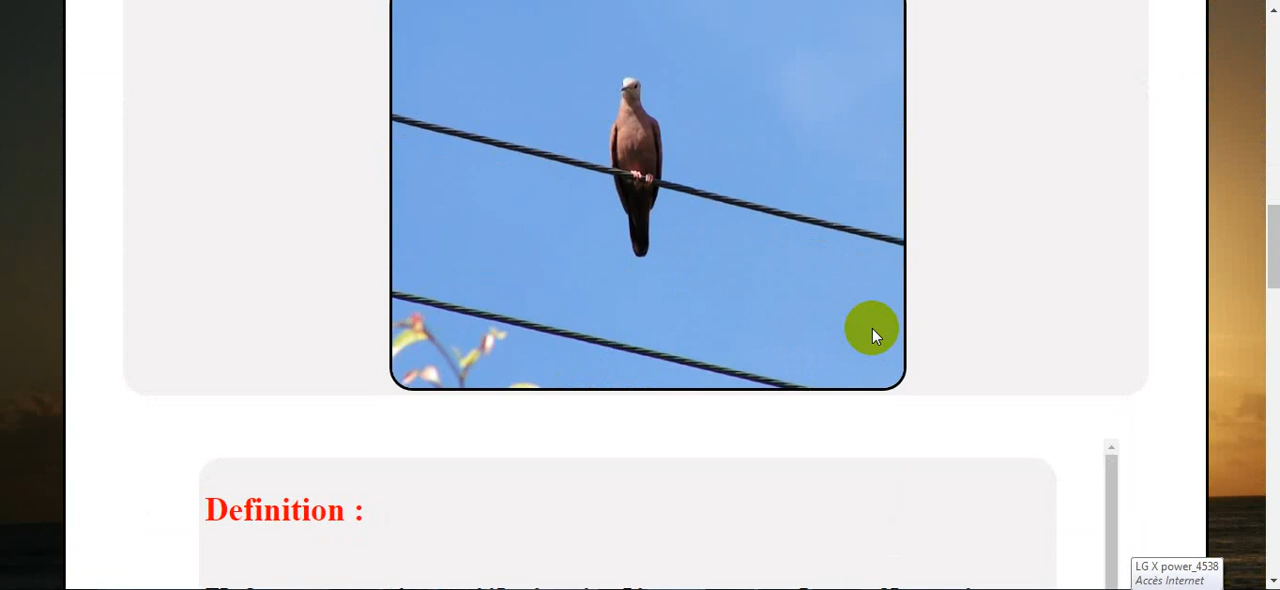 Definition :
LG X power_4538
Accès Internet